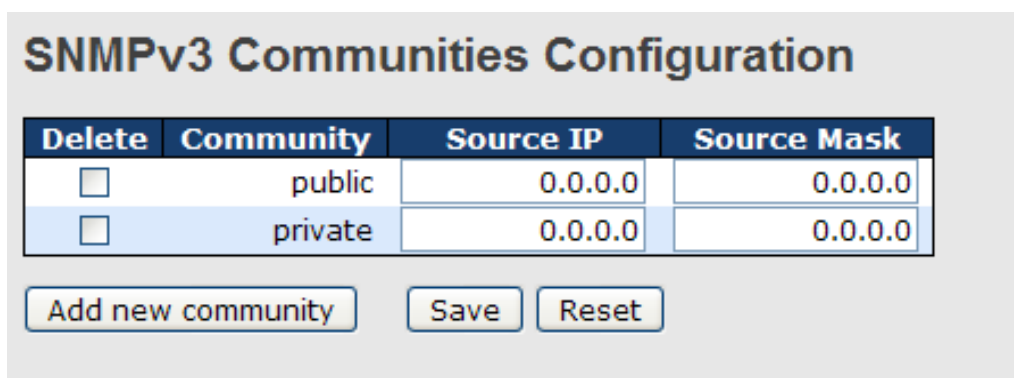 SNMPv3 Communities Configuration
Delete Community Source IP Source Mask
public 0.0.0.0 0.0.0.0
private 0.0.0.0 0.0.0.0
Add new community Save Reset